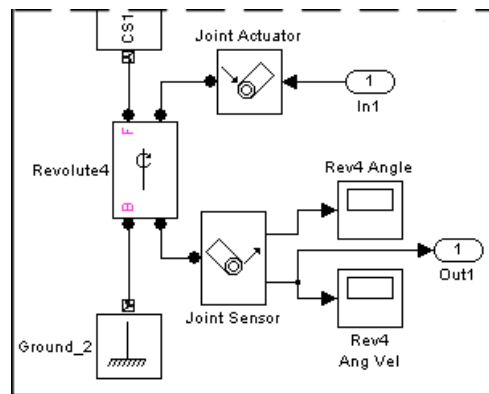 CS1
Joint Actuator
1
In1
F
Revolute4
B
Rev4 Angle
1
Out1
Joint Sensor
Rev4
Ang Vel
Ground_2